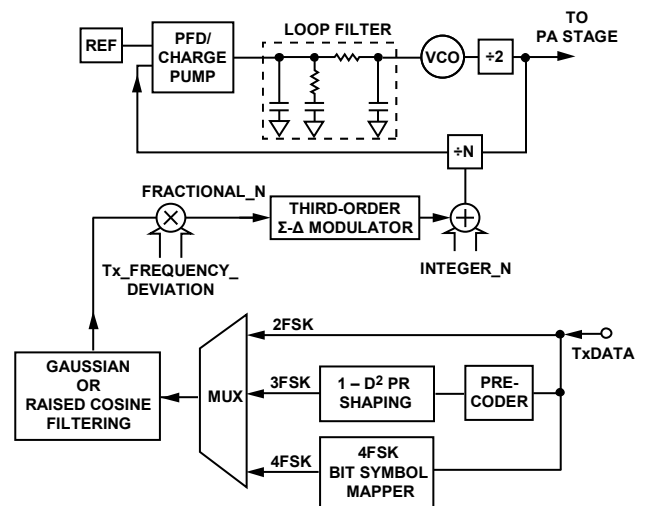 LOOP FILTER
TO
PA STAGE
REF
PFD/
CHARGE
PUMP
VCO
÷2
÷N
FRACTIONAL_N
THIRD-ORDER
Σ-Δ MODULATOR
Tx_FREQUENCY_
DEVIATION
INTEGER_N
2FSK
TxDATA
GAUSSIAN
OR
RAISED COSINE
FILTERING
MUX
3FSK
1 – D² PR
SHAPING
PRE-
CODER
4FSK
4FSK
BIT SYMBOL
MAPPER